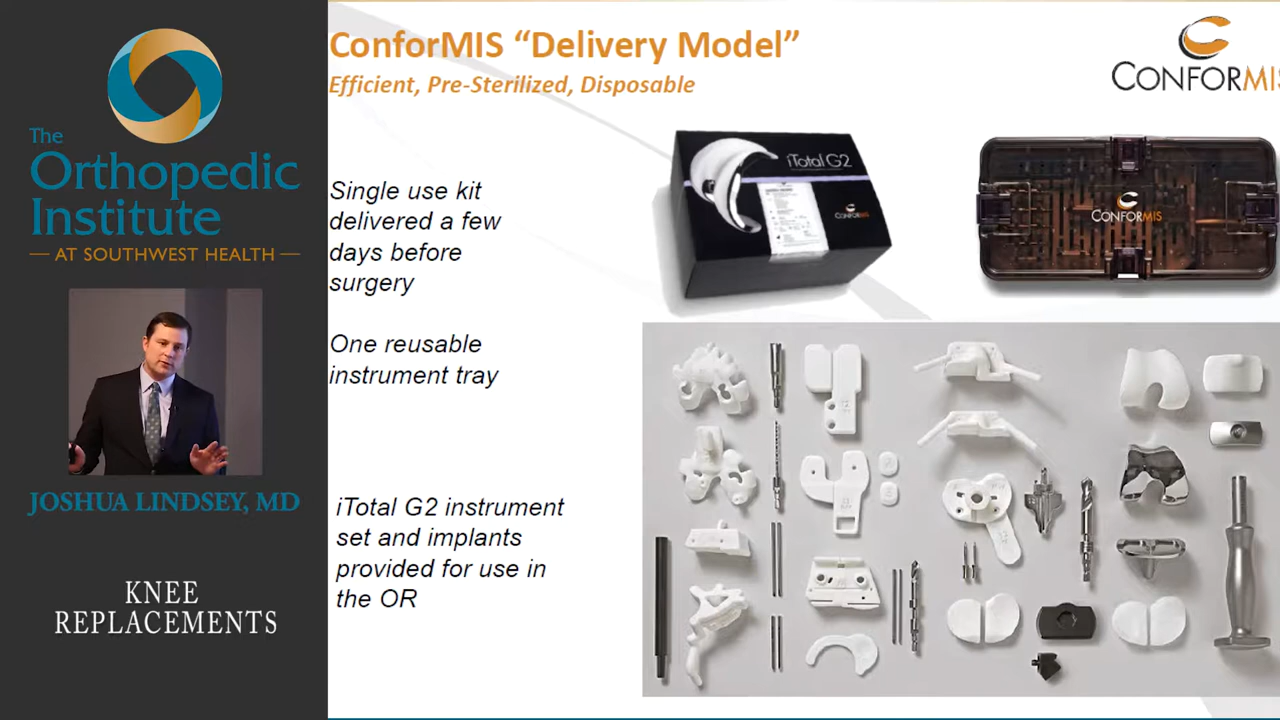 The
Orthopedic
Institute
AT SOUTHWEST HEALTH
JOSHUA LINDSEY, MD
KNEE
REPLACEMENTS
ConforMIS “Delivery Model”
Efficient, Pre-Sterilized, Disposable
CONFORMIS
Single use kit
delivered a few
days before
surgery
One reusable
instrument tray
iTotal G2 instrument
set and implants
provided for use in
the OR
iTotal G2
CONFORMIS
CONFORMIS